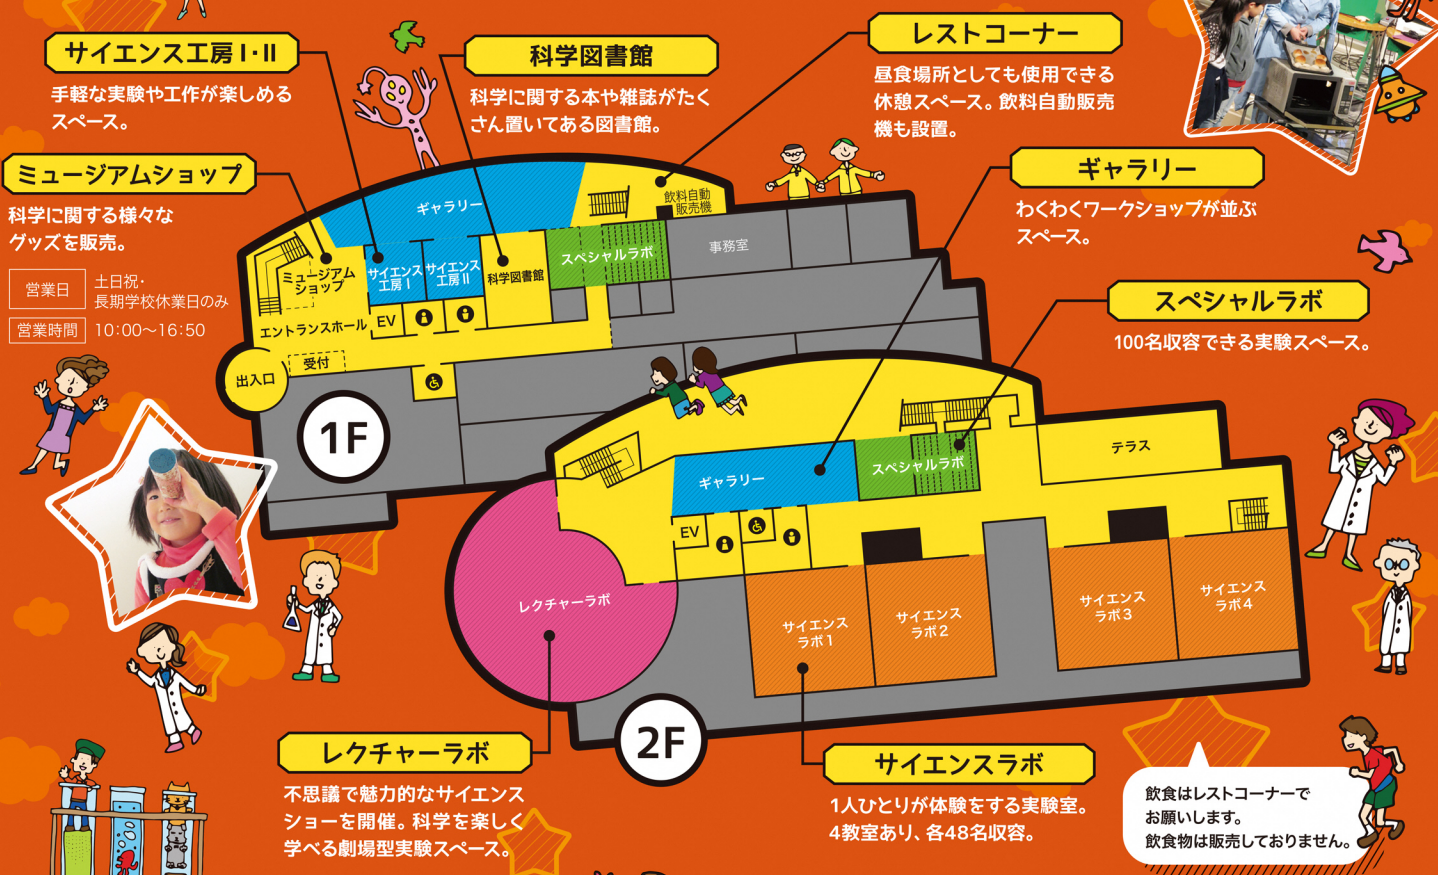 サイエンス工房Ⅰ・Ⅱ
手軽な実験や工作が楽しめる
スペース。
科学図書館
科学に関する本や雑誌がたく
さん置いてある図書館。
レストコーナー
昼食場所としても使用できる
休憩スペース。飲料自動販売
機も設置。
ミュージアムショップ
科学に関する様々な
グッズを販売。
営業日
土日祝・
長期学校休業日のみ
営業時間
10:00〜16:50
ギャラリー
わくわくワークショップが並ぶ
スペース。
スペシャルラボ
100名収容できる実験スペース。
ギャラリー
飲料自動
販売機
ミュージアム
ショップ
サイエンス
工房Ⅰ
サイエンス
工房Ⅱ
科学図書館
スペシャルラボ
事務室
エントランスホール
EV
受付
出入口
1F
テラス
ギャラリー
スペシャルラボ
EV
レクチャーラボ
サイエンス
ラボ1
サイエンス
ラボ2
サイエンス
ラボ3
サイエンス
ラボ4
2F
レクチャーラボ
不思議で魅力的なサイエンス
ショーを開催。科学を楽しく
学べる劇場型実験スペース。
サイエンスラボ
1人ひとりが体験をする実験室。
4教室あり、各48名収容。
飲食はレストコーナーで
お願いします。
飲食物は販売しておりません。